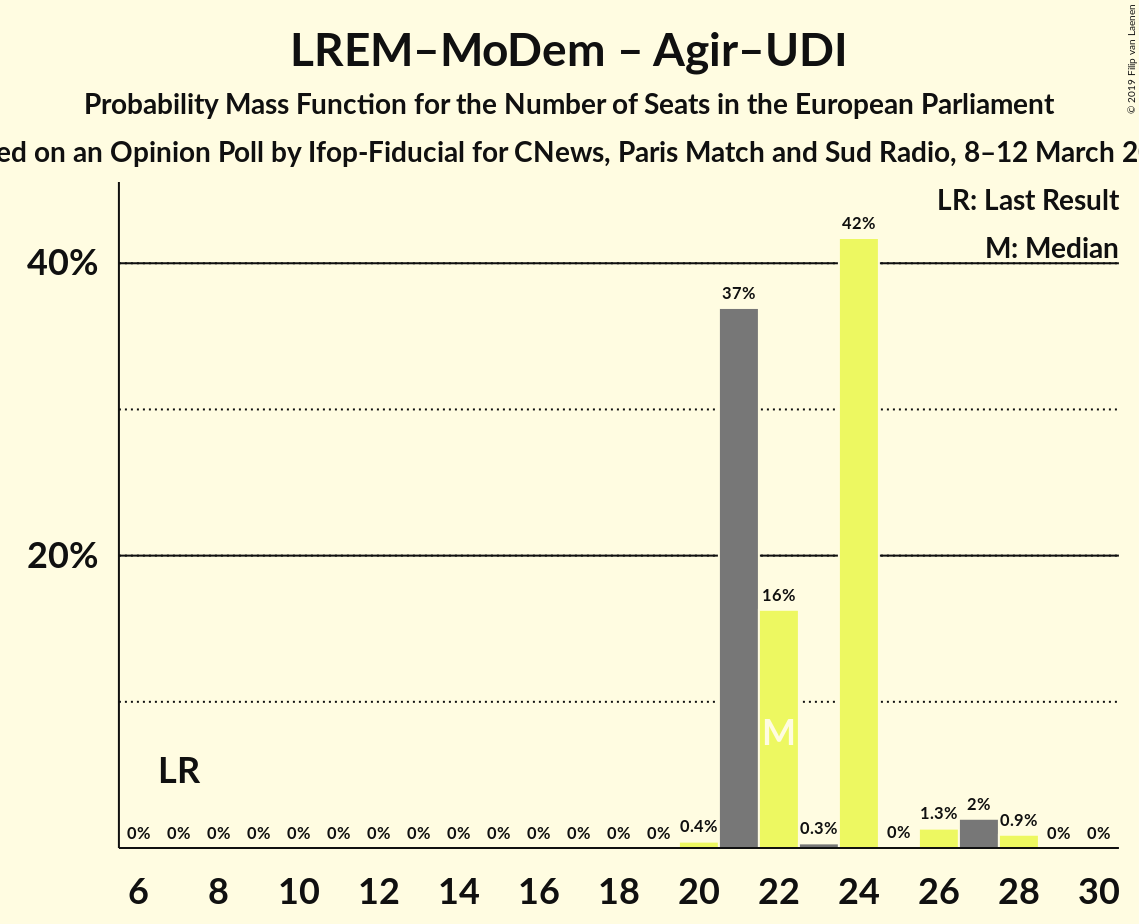 LREM–MoDem – Agir–UDI
Probability Mass Function for the Number of Seats in the European Parliament
on an Opinion Poll by Ifop-Fiducial for CNews, Paris Match and Sud Radio, 8–12 March
© 2019 Filip van Laenen
LR: Last Result
M: Median
40%
20%
42%
37%
16%
M
LR
0% 0% 0% 0% 0% 0% 0% 0% 0% 0% 0% 0% 0% 0% 0.4% 0.3% 0% 1.3% 2% 0.9% 0% 0%
6 8 10 12 14 16 18 20 22 24 26 28 30